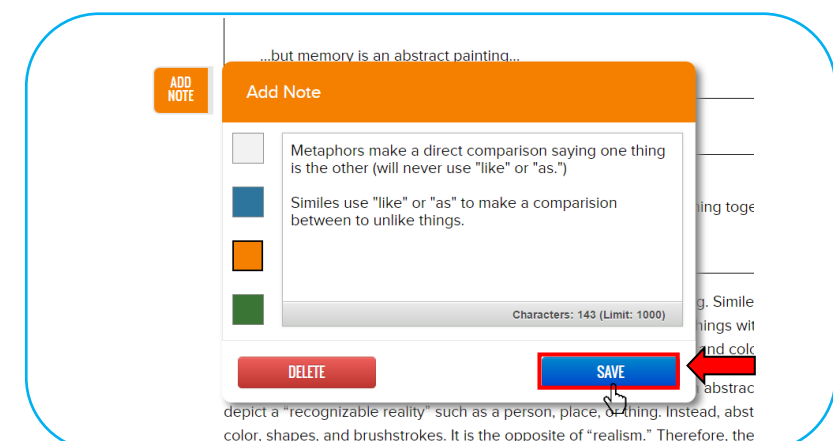 ...but memory is an abstract painting...
ADD
NOTE
Add Note
Metaphors make a direct comparison saying one thing
is the other (will never use "like" or "as.")
Similes use "like" or "as" to make a comparision
between to unlike things.
ing toge
Characters: 143 (Limit: 1000)
g. Simile
nings wit
nd colo
DELETE
SAVE
abstrac
depict a "recognizable reality" such as a person, place, or thing. Instead, abst
color, shapes, and brushstrokes. It is the opposite of "realism." Therefore, the